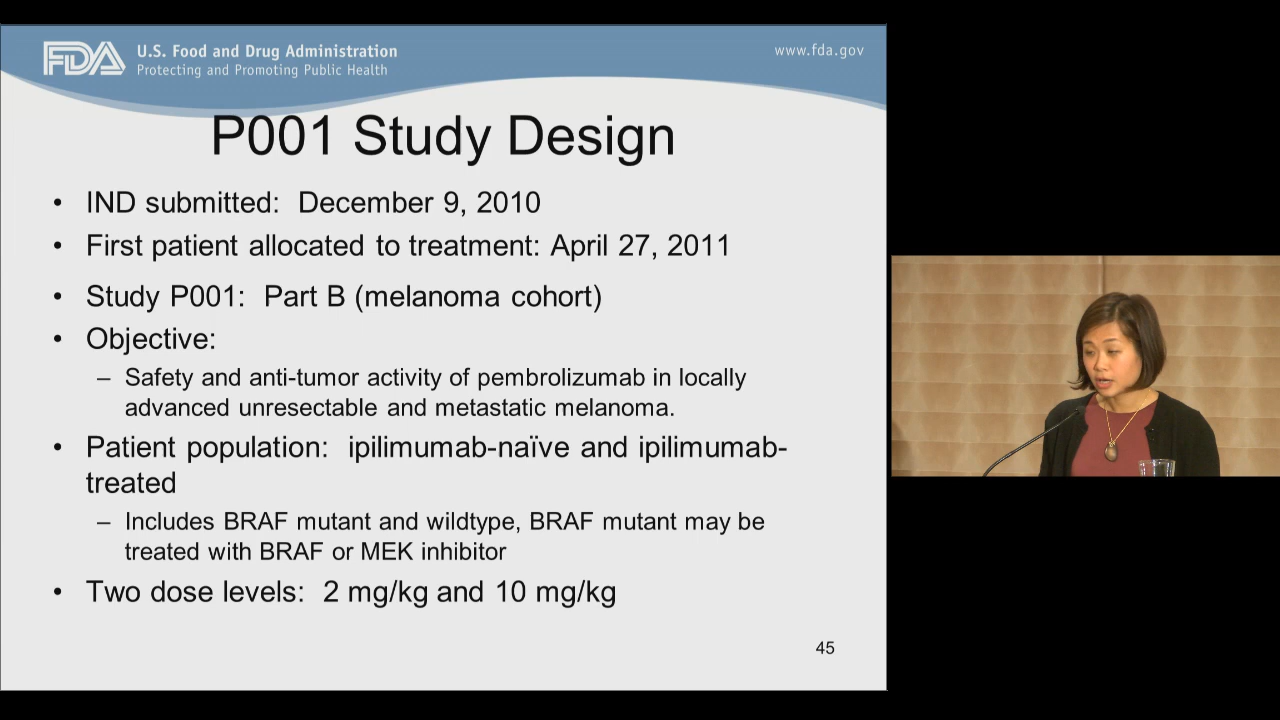 FDA U.S. Food and Drug Administration
Protecting and Promoting Public Health
www.fda.gov
P001 Study Design
• IND submitted: December 9, 2010
• First patient allocated to treatment: April 27, 2011
• Study P001: Part B (melanoma cohort)
• Objective:
– Safety and anti-tumor activity of pembrolizumab in locally
advanced unresectable and metastatic melanoma.
• Patient population: ipilimumab-naïve and ipilimumab-
treated
– Includes BRAF mutant and wildtype, BRAF mutant may be
treated with BRAF or MEK inhibitor
• Two dose levels: 2 mg/kg and 10 mg/kg
45